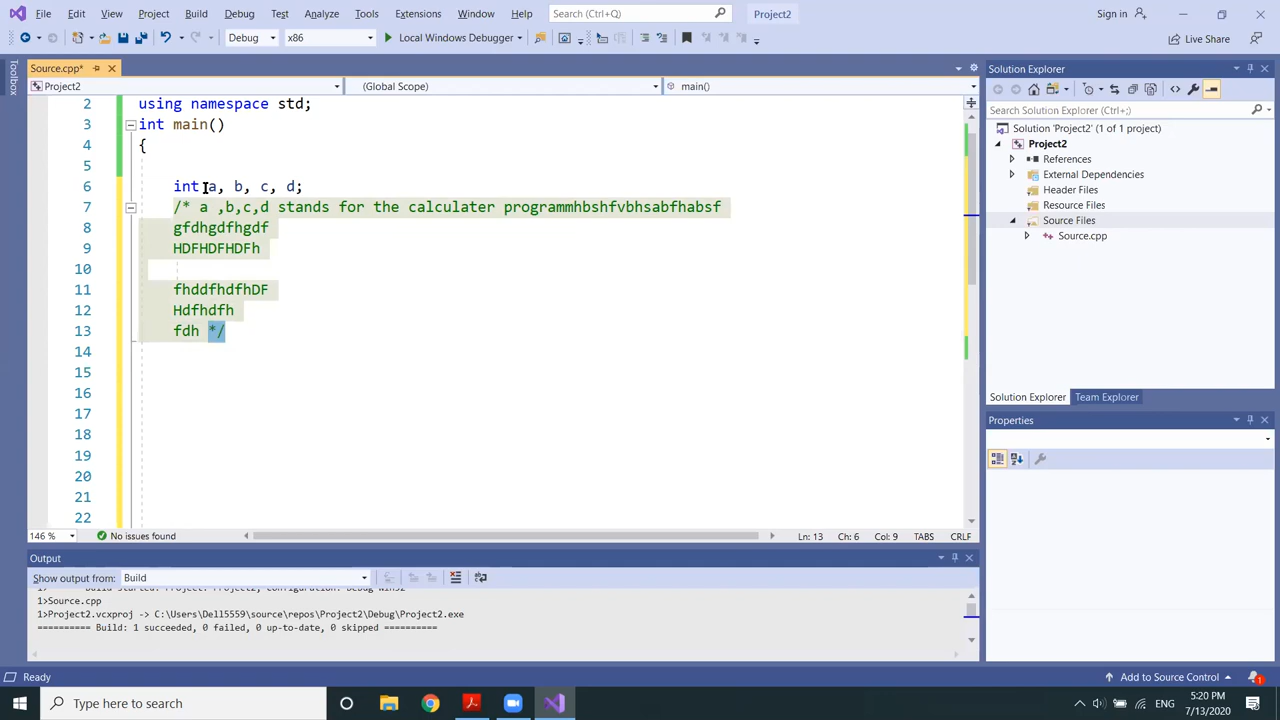 File Edit View Project Build Debug Test Analyze Tools Extensions Window Help Search (Ctrl+Q) Project2 Sign in
Debug x86 Local Windows Debugger Live Share
Toolbox
Source.cpp*
Project2 (Global Scope) main()
2 using namespace std;
3 int main()
4 {
5
6 int a, b, c, d;
7 /* a ,b,c,d stands for the calculater programmhbshfvbhsabfhabsf
8 gfdhgdfhgdf
9 HDFHDFHDFh
10
11 fhddfhdfhDF
12 Hdfhdfh
13 fdh */
14
15
16
17
18
19
20
21
22
146 % No issues found Ln: 13 Ch: 6 Col: 9 TABS CRLF
Output
Show output from: Build
1>Source.cpp
1>Project2.vcxproj -> C:\Users\Dell5559\source\repos\Project2\Debug\Project2.exe
========== Build: 1 succeeded, 0 failed, 0 up-to-date, 0 skipped ==========
Solution Explorer
Search Solution Explorer (Ctrl+;)
Solution 'Project2' (1 of 1 project)
Project2
References
External Dependencies
Header Files
Resource Files
Source Files
Source.cpp
Solution Explorer Team Explorer
Properties
Ready Add to Source Control 1
Type here to search
5:20 PM
7/13/2020